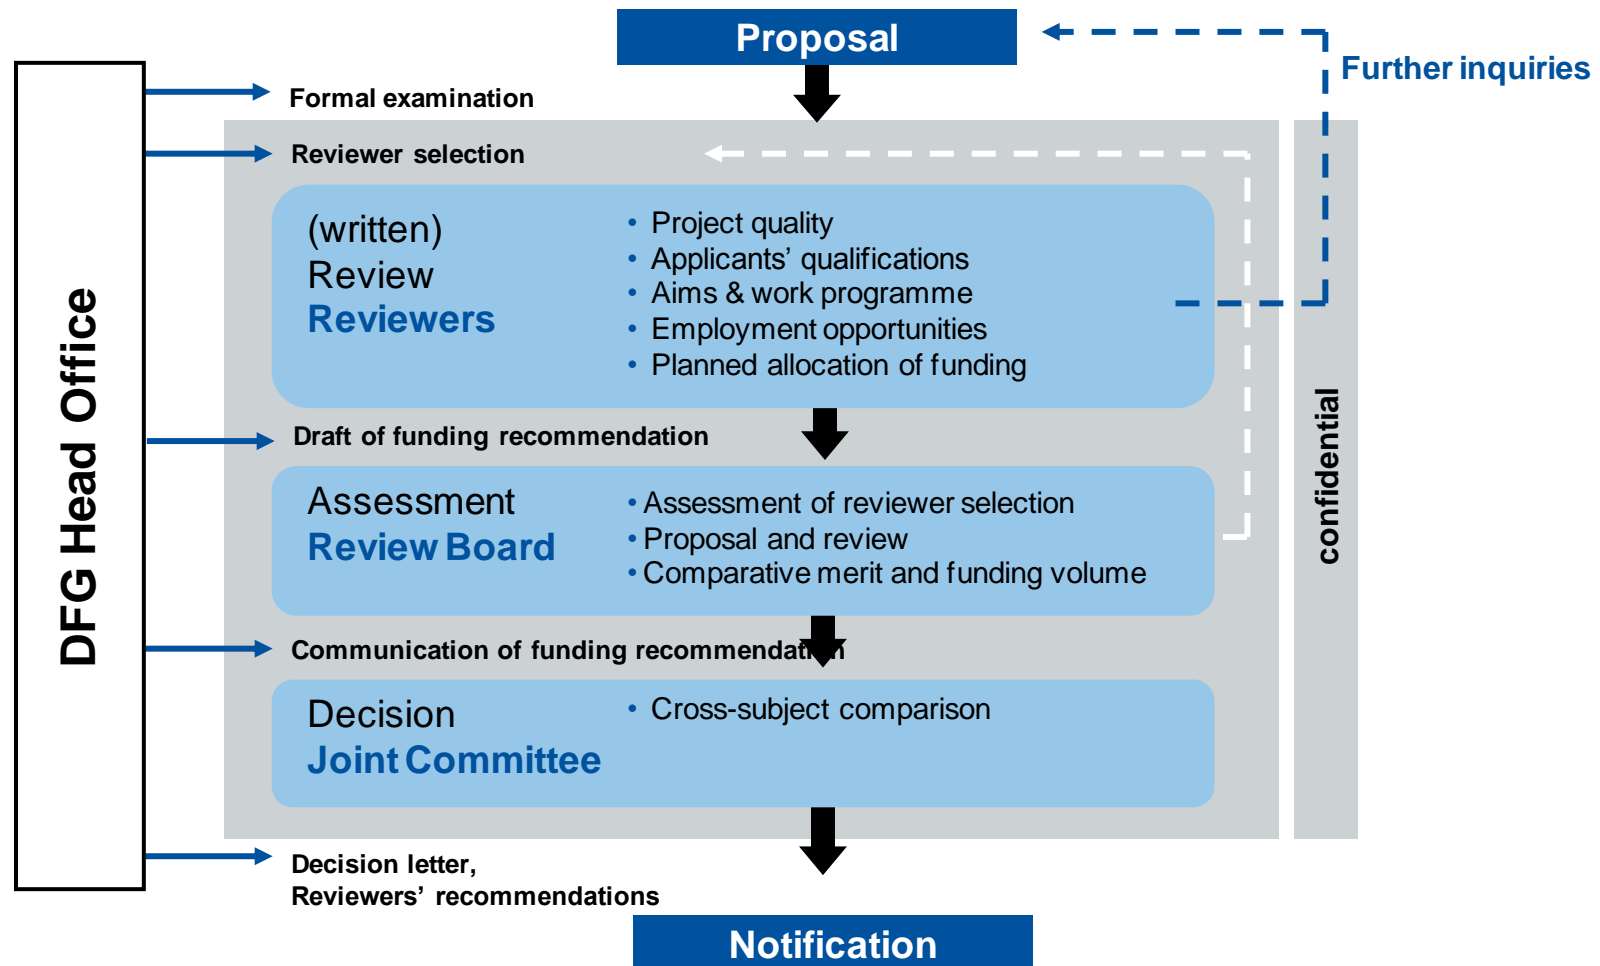 Proposal
Further inquiries
DFG Head Office
Formal examination
Reviewer selection
(written)
Review
Reviewers
• Project quality
• Applicants’ qualifications
• Aims & work programme
• Employment opportunities
• Planned allocation of funding
confidential
Draft of funding recommendation
Assessment
Review Board
• Assessment of reviewer selection
• Proposal and review
• Comparative merit and funding volume
Communication of funding recommendation
Decision
Joint Committee
• Cross-subject comparison
Decision letter,
Reviewers’ recommendations
Notification